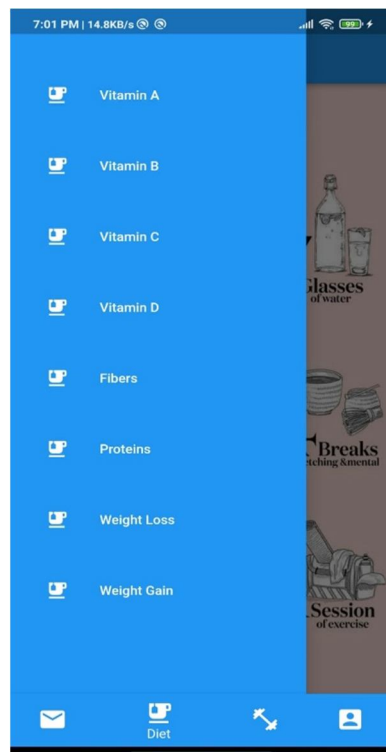 7:01 PM | 14.8KB/s
99
Vitamin A
Vitamin B
Vitamin C
Vitamin D
Fibers
Proteins
Weight Loss
Weight Gain
Glasses
of water
Breaks
&mental
Session
of exercise
Diet